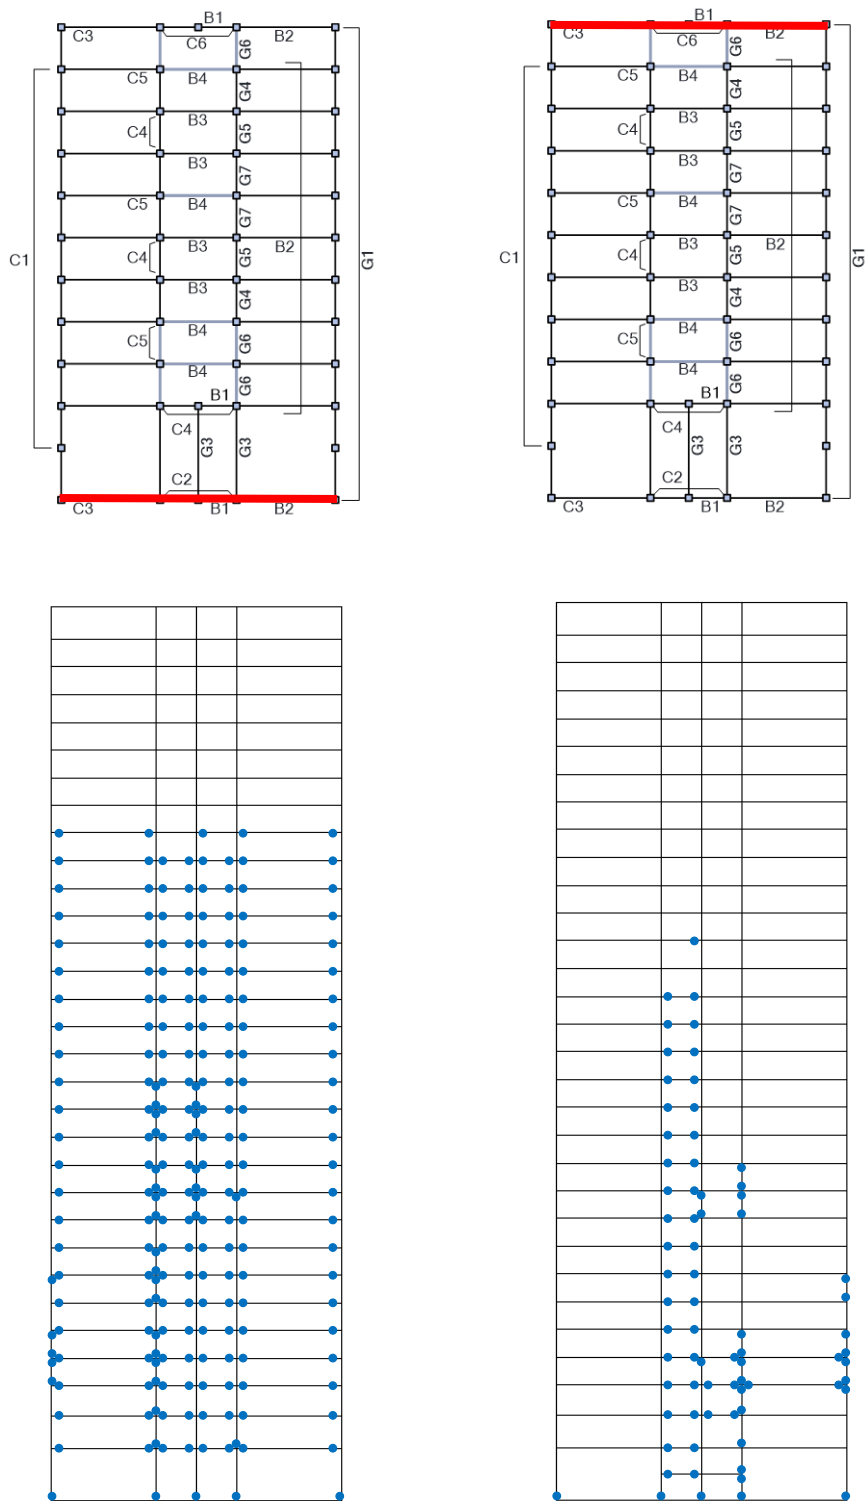 B1
C3 C6 B2
G6
C5 B4 G4
C4 B3 G5
B3 G7
C5 B4 G7
C1 C4 B3 G5 B2 G1
B3 G4
C5 B4 G6
B4 G6
B1
C4 G3 G3
C2
C3 B1 B2
B1
C3 C6 B2
G6
C5 B4 G4
C4 B3 G5
B3 G7
C5 B4 G7
C1 C4 B3 G5 B2 G1
B3 G4
C5 B4 G6
B4 G6
B1
C4 G3 G3
C2
C3 B1 B2